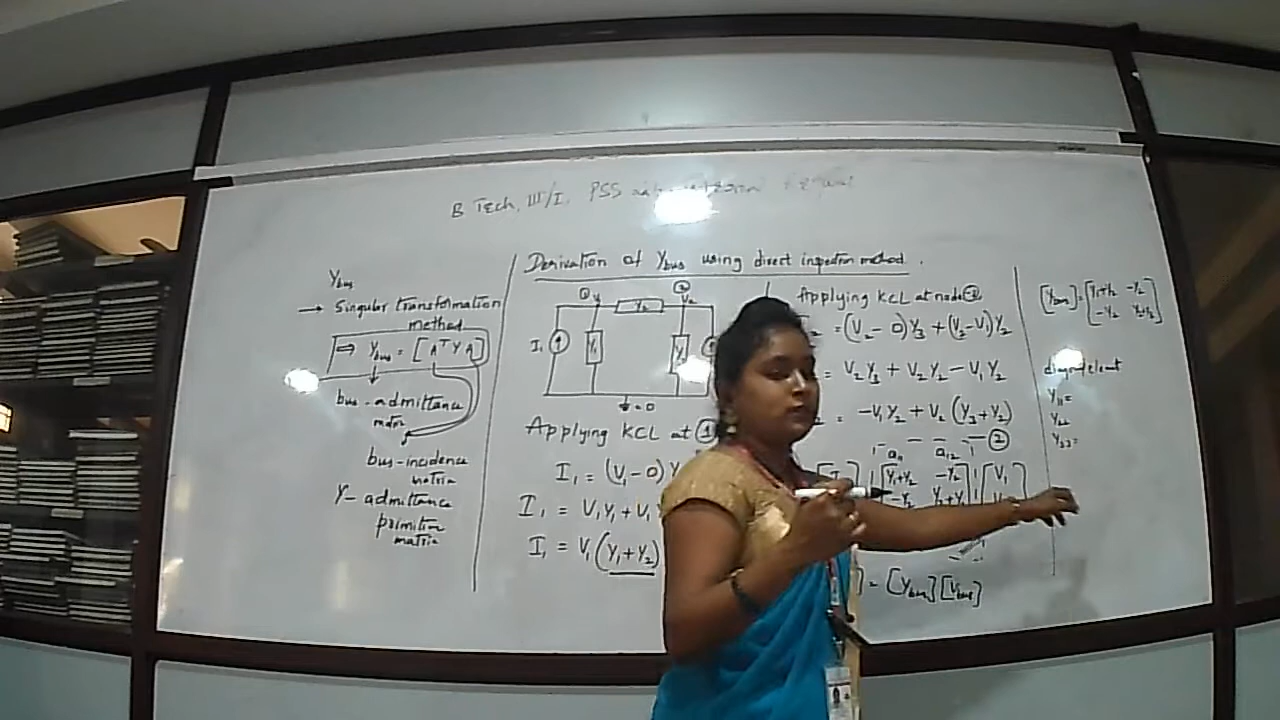 B Tech, III/I, PSS
Derivation of Ybus using direct inspection method.
Ybus
→ Singular transformation
method
⇒ Ybus = [AᵀYA]
bus-admittance
matrix
bus-incidence
matrix
Y-admittance
primitive
matrix
① V₁ Y₂ ② V₂
I₁ Y₁
= 0
Applying KCL at ①
I₁ = (V₁-0)Y
I₁ = V₁Y₁+V₁
I₁ = V₁(Y₁+Y₂)
Applying KCL at node ②
= (V₂-0)Y₃+(V₂-V₁)Y₂
= V₂Y₃+V₂Y₂-V₁Y₂
= -V₁Y₂+V₂(Y₃+Y₂)
②
a₁₁ a₁₂
Y₁+Y₂ -Y₂ V₁
-Y₂
= [Ybus][Vbus]
[Ybus]=[Y₁+Y₂ -Y₂
-Y₂ Y₂+Y₃]
diagonal element
Y₁₁=
Y₂₂
Y₃₃=